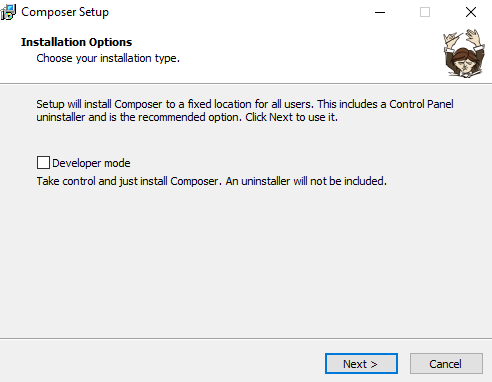 Composer Setup
Installation Options
Choose your installation type.
Setup will install Composer to a fixed location for all users. This includes a Control Panel
uninstaller and is the recommended option. Click Next to use it.
Developer mode
Take control and just install Composer. An uninstaller will not be included.
Next >
Cancel